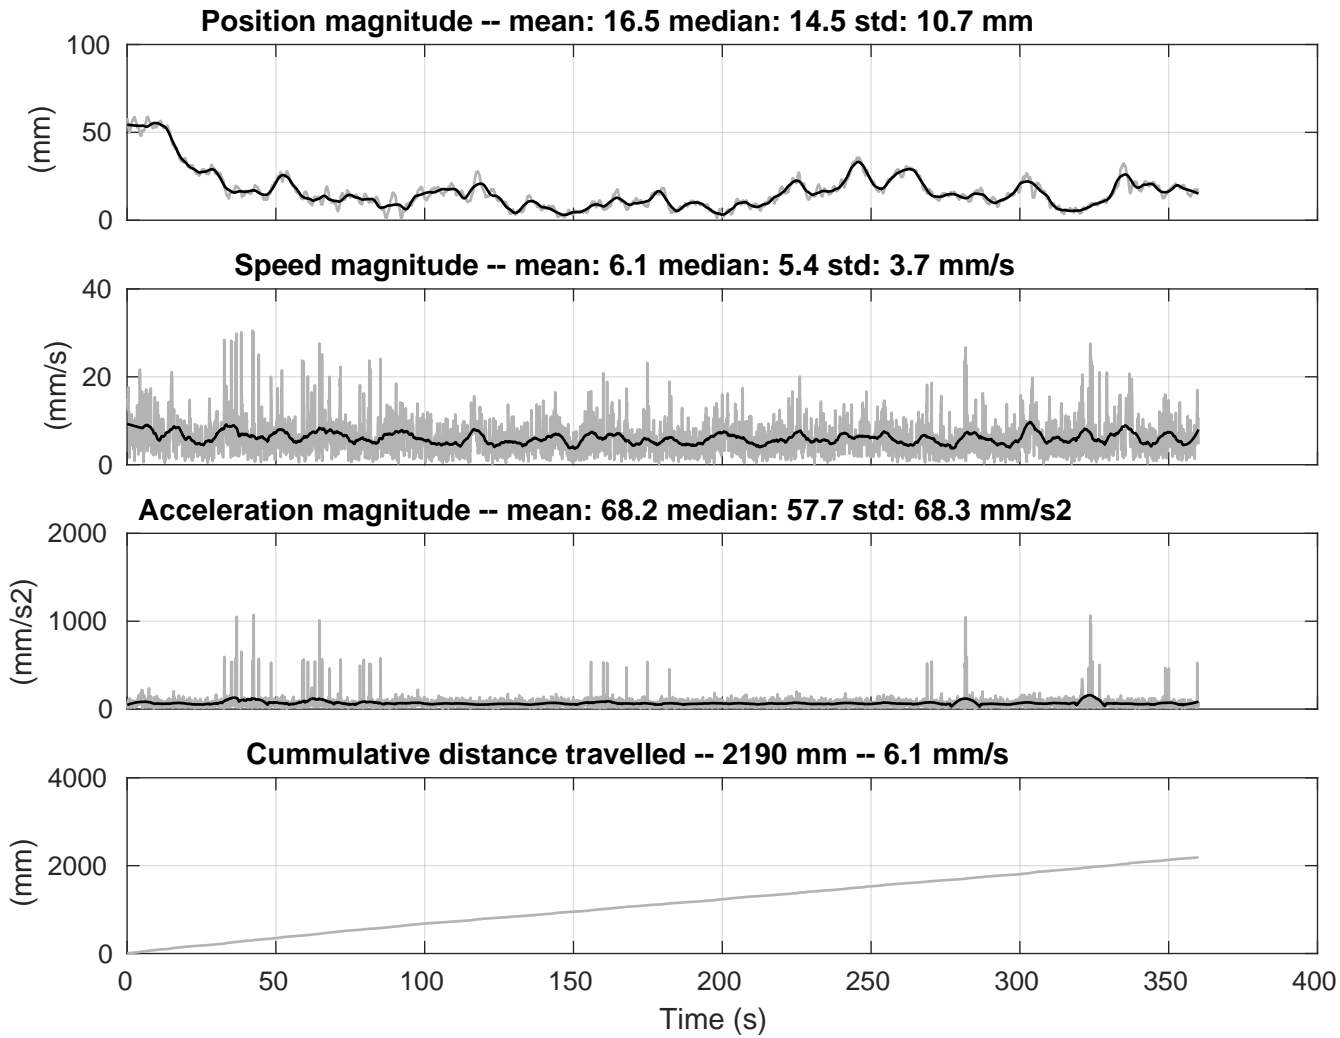 Position magnitude -- mean: 16.5 median: 14.5 std: 10.7 mm
100
50
0
(mm)
Speed magnitude -- mean: 6.1 median: 5.4 std: 3.7 mm/s
40
20
0
(mm/s)
Acceleration magnitude -- mean: 68.2 median: 57.7 std: 68.3 mm/s2
2000
1000
0
(mm/s2)
Cummulative distance travelled -- 2190 mm -- 6.1 mm/s
4000
2000
0
(mm)
0 50 100 150 200 250 300 350 400
Time (s)